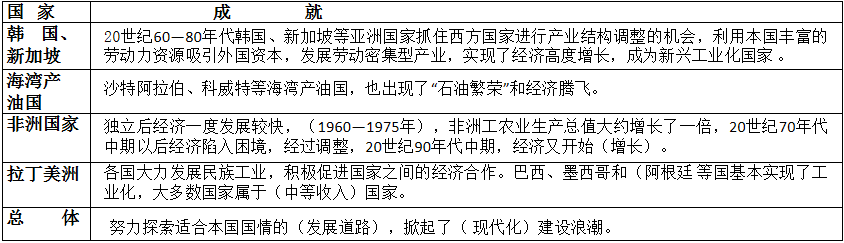 国 家 成 就
韩 国、新加坡 20世纪60—80年代韩国、新加坡等亚洲国家抓住西方国家进行产业结构调整的机会，利用本国丰富的
劳动力资源吸引外国资本，发展劳动密集型产业，实现了经济高度增长，成为新兴工业化国家 。
海湾产油国 沙特阿拉伯、科威特等海湾产油国，也出现了“石油繁荣”和经济腾飞。
非洲国家 独立后经济一度发展较快，（1960—1975年），非洲工农业生产总值大约增长了一倍，20世纪70年代
中期以后经济陷入困境，经过调整，20世纪90年代中期，经济又开始（增长）。
拉丁美洲 各国大力发展民族工业，积极促进国家之间的经济合作。巴西、墨西哥和（阿根廷 等国基本实现了工
业化，大多数国家属于（中等收入）国家。
总 体 努力探索适合本国国情的（发展道路），掀起了（ 现代化）建设浪潮。